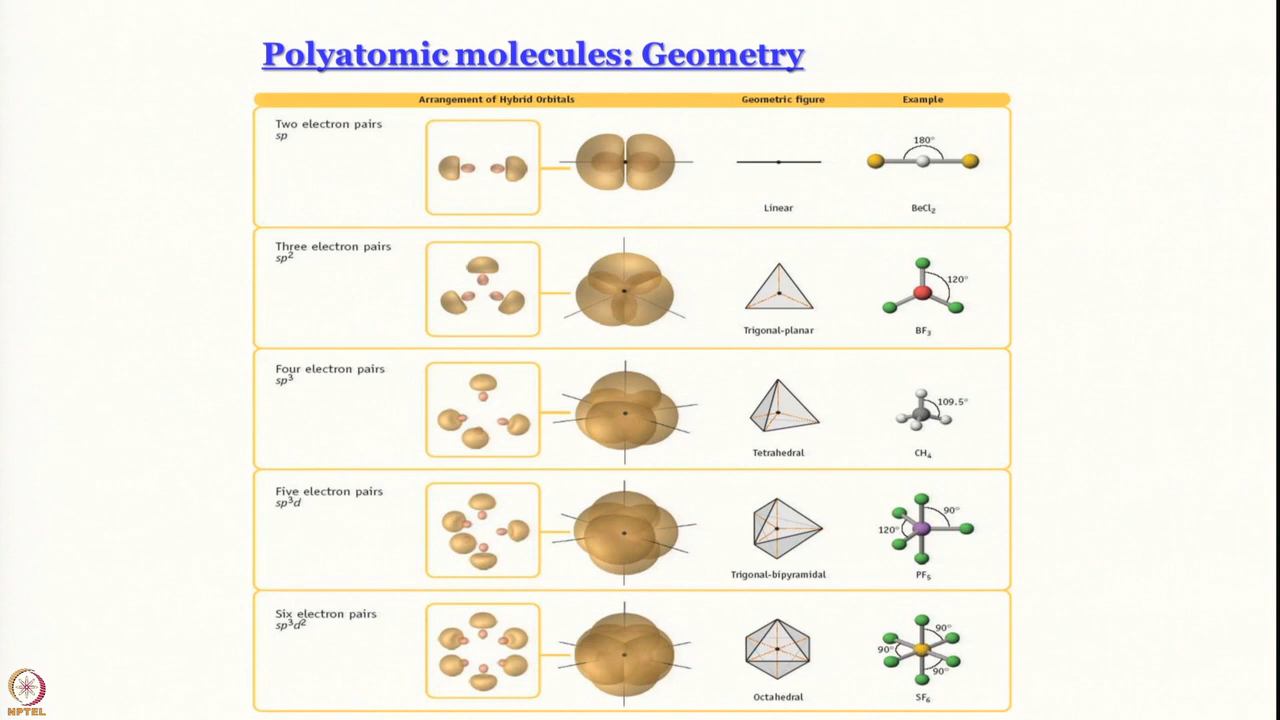 Polyatomic molecules: Geometry
Arrangement of Hybrid Orbitals Geometric figure Example
Two electron pairs
sp
180°
Linear
BeCl₂
Three electron pairs
sp²
120°
Trigonal-planar
BF₃
Four electron pairs
sp³
109.5°
Tetrahedral
CH₄
Five electron pairs
sp³d
90°
120°
Trigonal-bipyramidal
PF₅
Six electron pairs
sp³d²
90°
90°
90°
Octahedral
SF₆
NPTEL